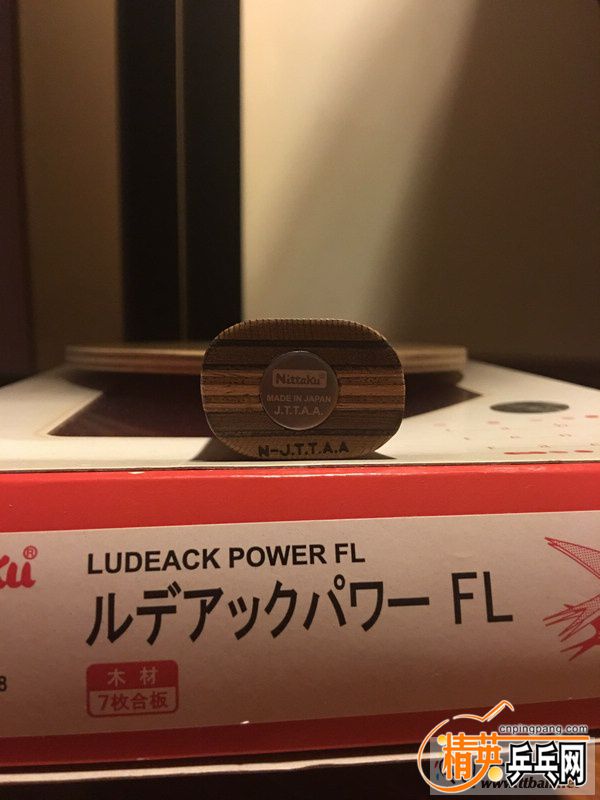 Nittaku
MADE IN JAPAN
J.T.T.A.A.
N-J.T.T.A.A
ku®
LUDEACK POWER FL
ルデアックパワー FL
木材
7枚合板
8
cnpingpang.com
精英乒乓网